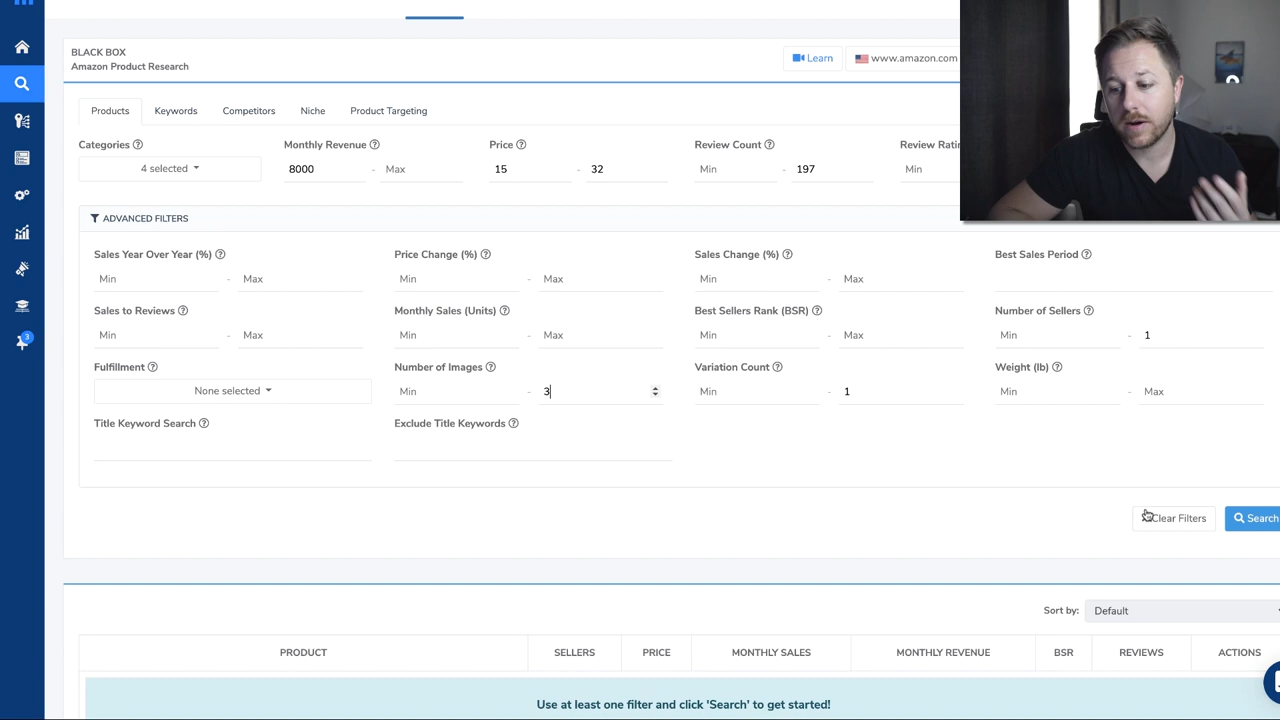 BLACK BOX
Amazon Product Research
Learn
www.amazon.com
Products Keywords Competitors Niche Product Targeting
Categories Monthly Revenue Price Review Count
4 selected 8000 - Max 15 - 32 Min - 197 Min
ADVANCED FILTERS
Sales Year Over Year (%) Price Change (%) Sales Change (%) Best Sales Period
Min - Max Min - Max Min - Max
Sales to Reviews Monthly Sales (Units) Best Sellers Rank (BSR) Number of Sellers
Min - Max Min - Max Min - Max Min - 1
Fulfillment Number of Images Variation Count Weight (lb)
None selected Min - 3 Min - 1 Min - Max
Title Keyword Search Exclude Title Keywords
Clear Filters Search
Sort by: Default
PRODUCT SELLERS PRICE MONTHLY SALES MONTHLY REVENUE BSR REVIEWS ACTIONS
Use at least one filter and click 'Search' to get started!
3